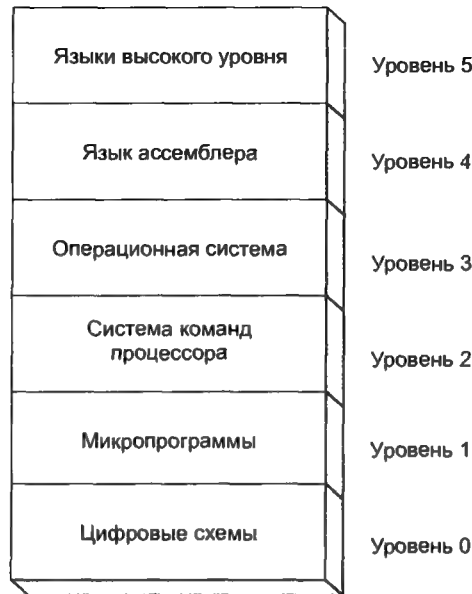 Языки высокого уровня
Уровень 5
Язык ассемблера
Уровень 4
Операционная система
Уровень 3
Система команд
процессора
Уровень 2
Микропрограммы
Уровень 1
Цифровые схемы
Уровень 0